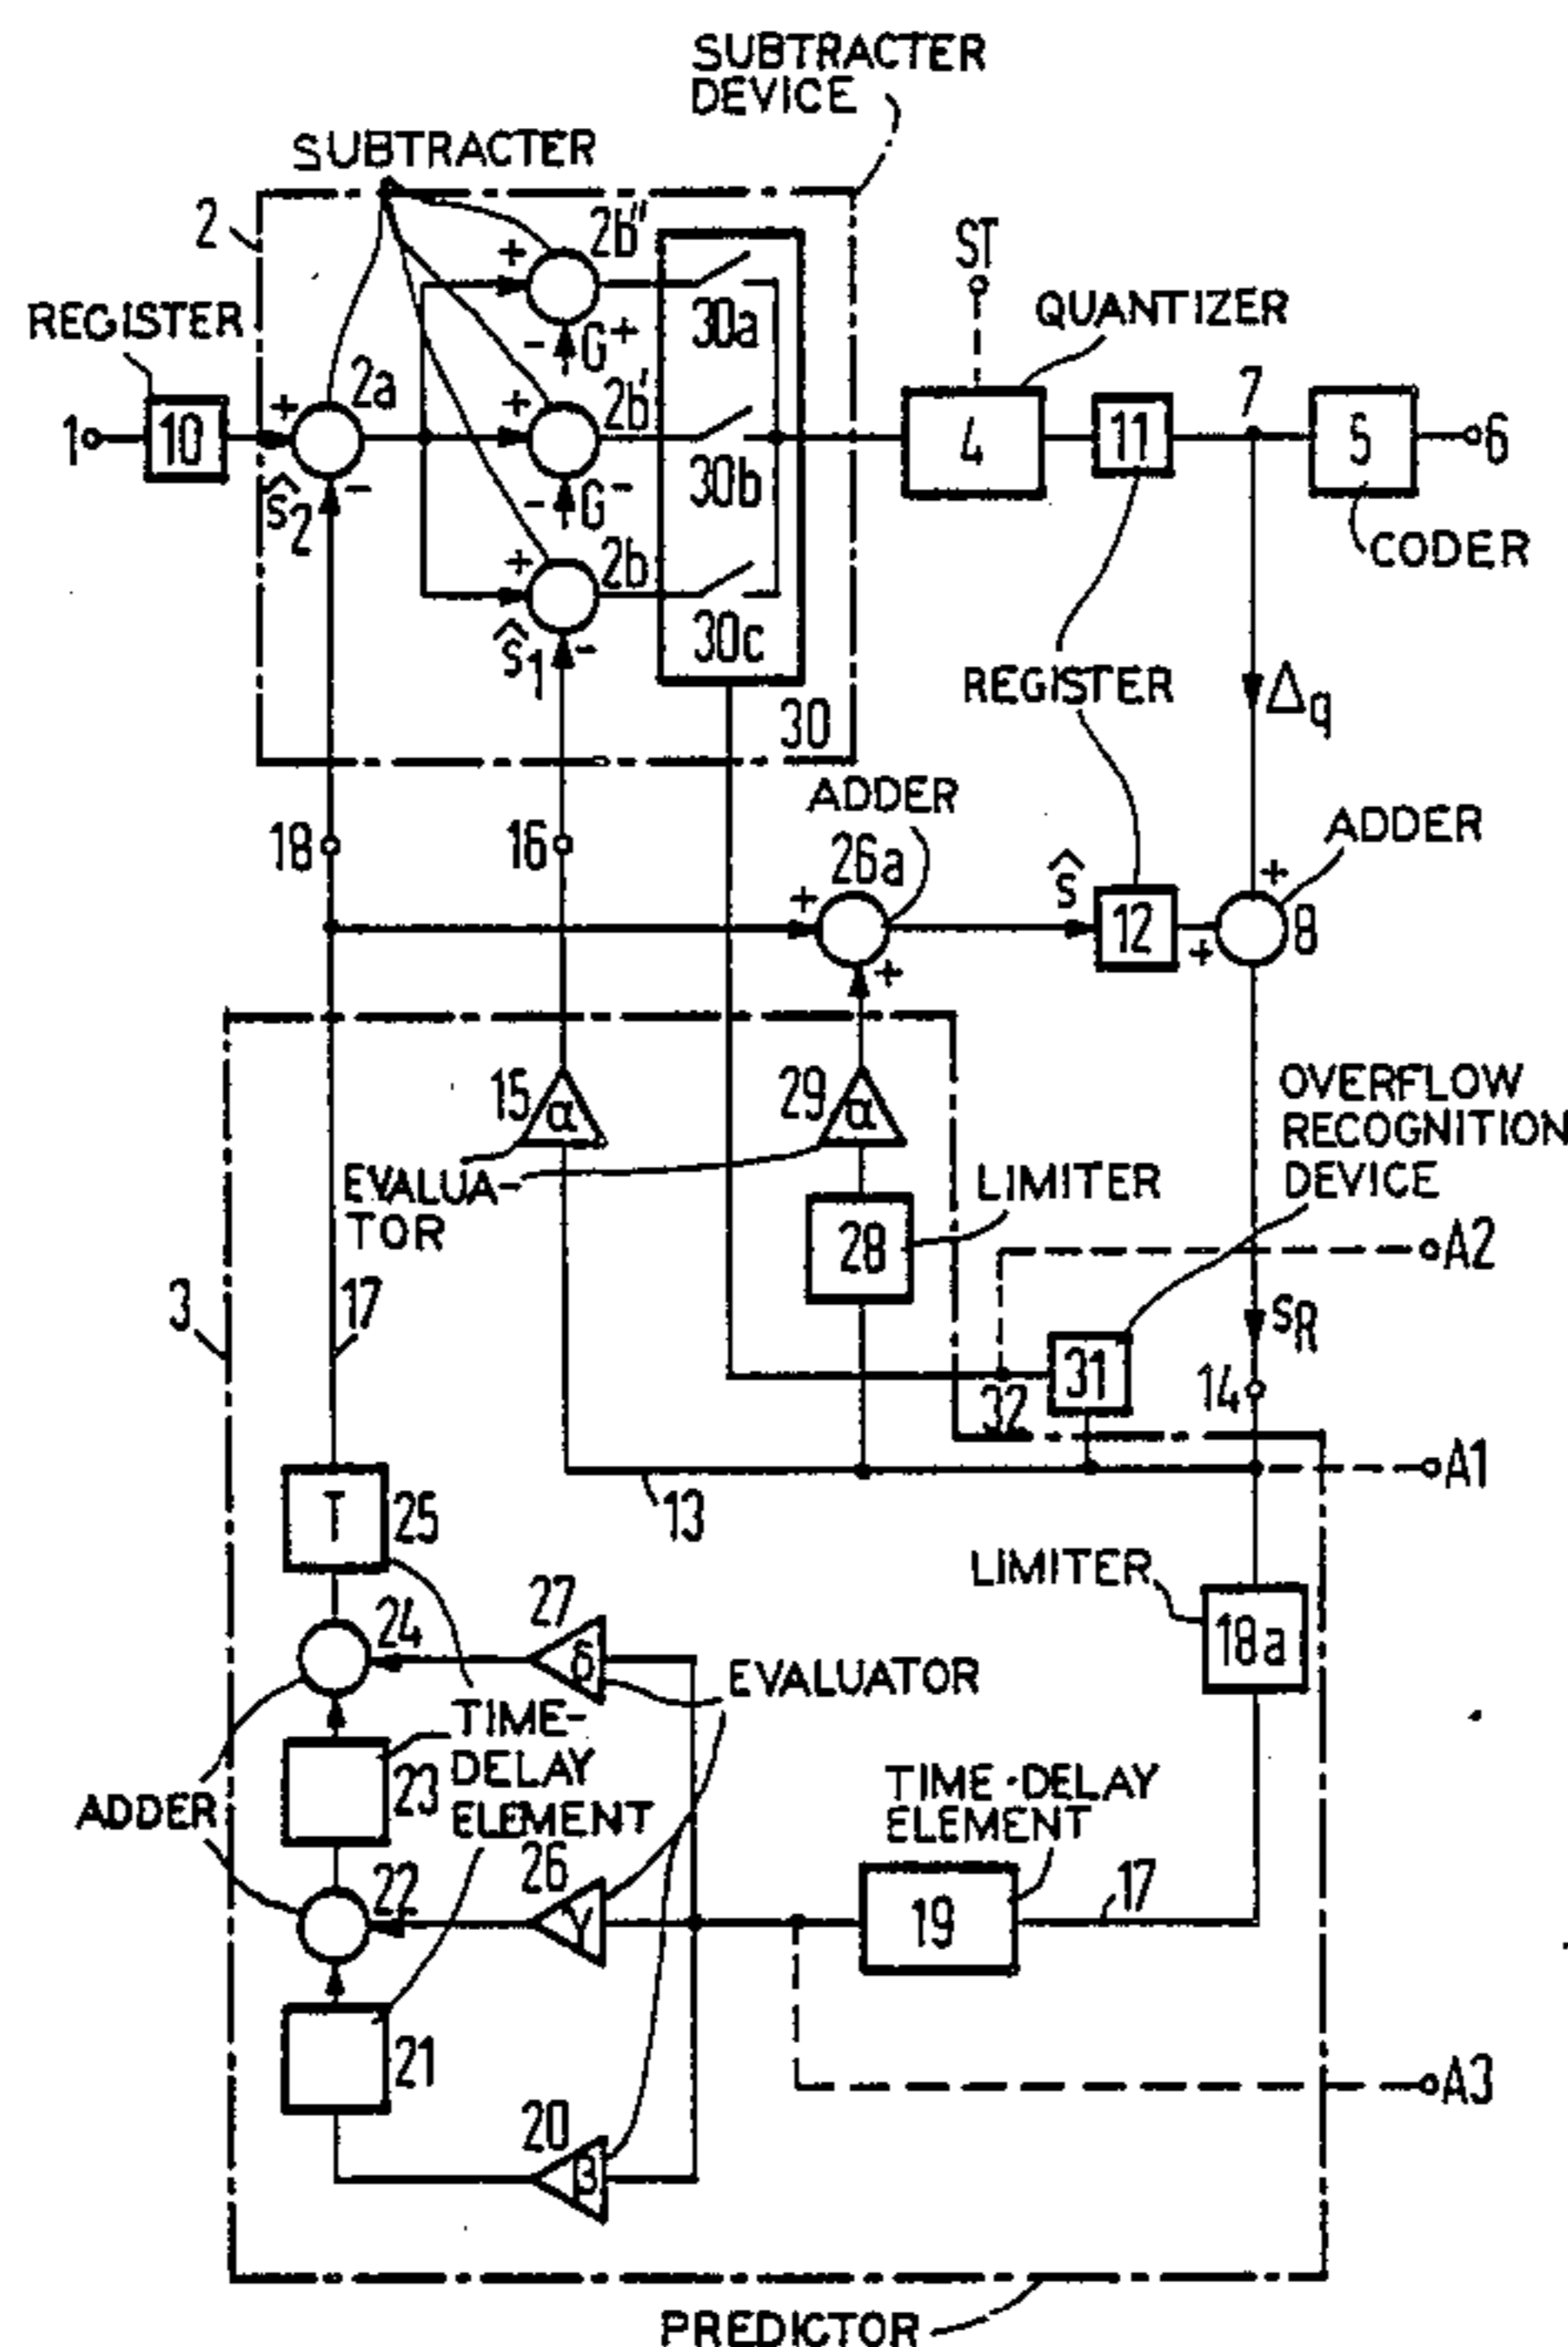 SUBTRACTER
DEVICE
SUBTRACTER
2
2b"
ST
REGISTER
+
G+
-
30a
QUANTIZER
1
10
+
2a
+
2b'
30b
4
11
7
5
6
ŝ2
-
-
G-
CODER
+
2b
30c
ŝ1
-
REGISTER
30
Δq
ADDER
ADDER
18
16
26a
+
ŝ
12
+
+
8
+
15
α
29
α
OVERFLOW
RECOGNITION
DEVICE
EVALUA-
TOR
LIMITER
28
A2
3
17
sR
31
14
32
A1
13
T
25
LIMITER
27
18a
24
δ
EVALUATOR
TIME-
DELAY
ELEMENT
23
TIME-DELAY
ELEMENT
ADDER
26
22
γ
19
17
21
A3
20
β
PREDICTOR